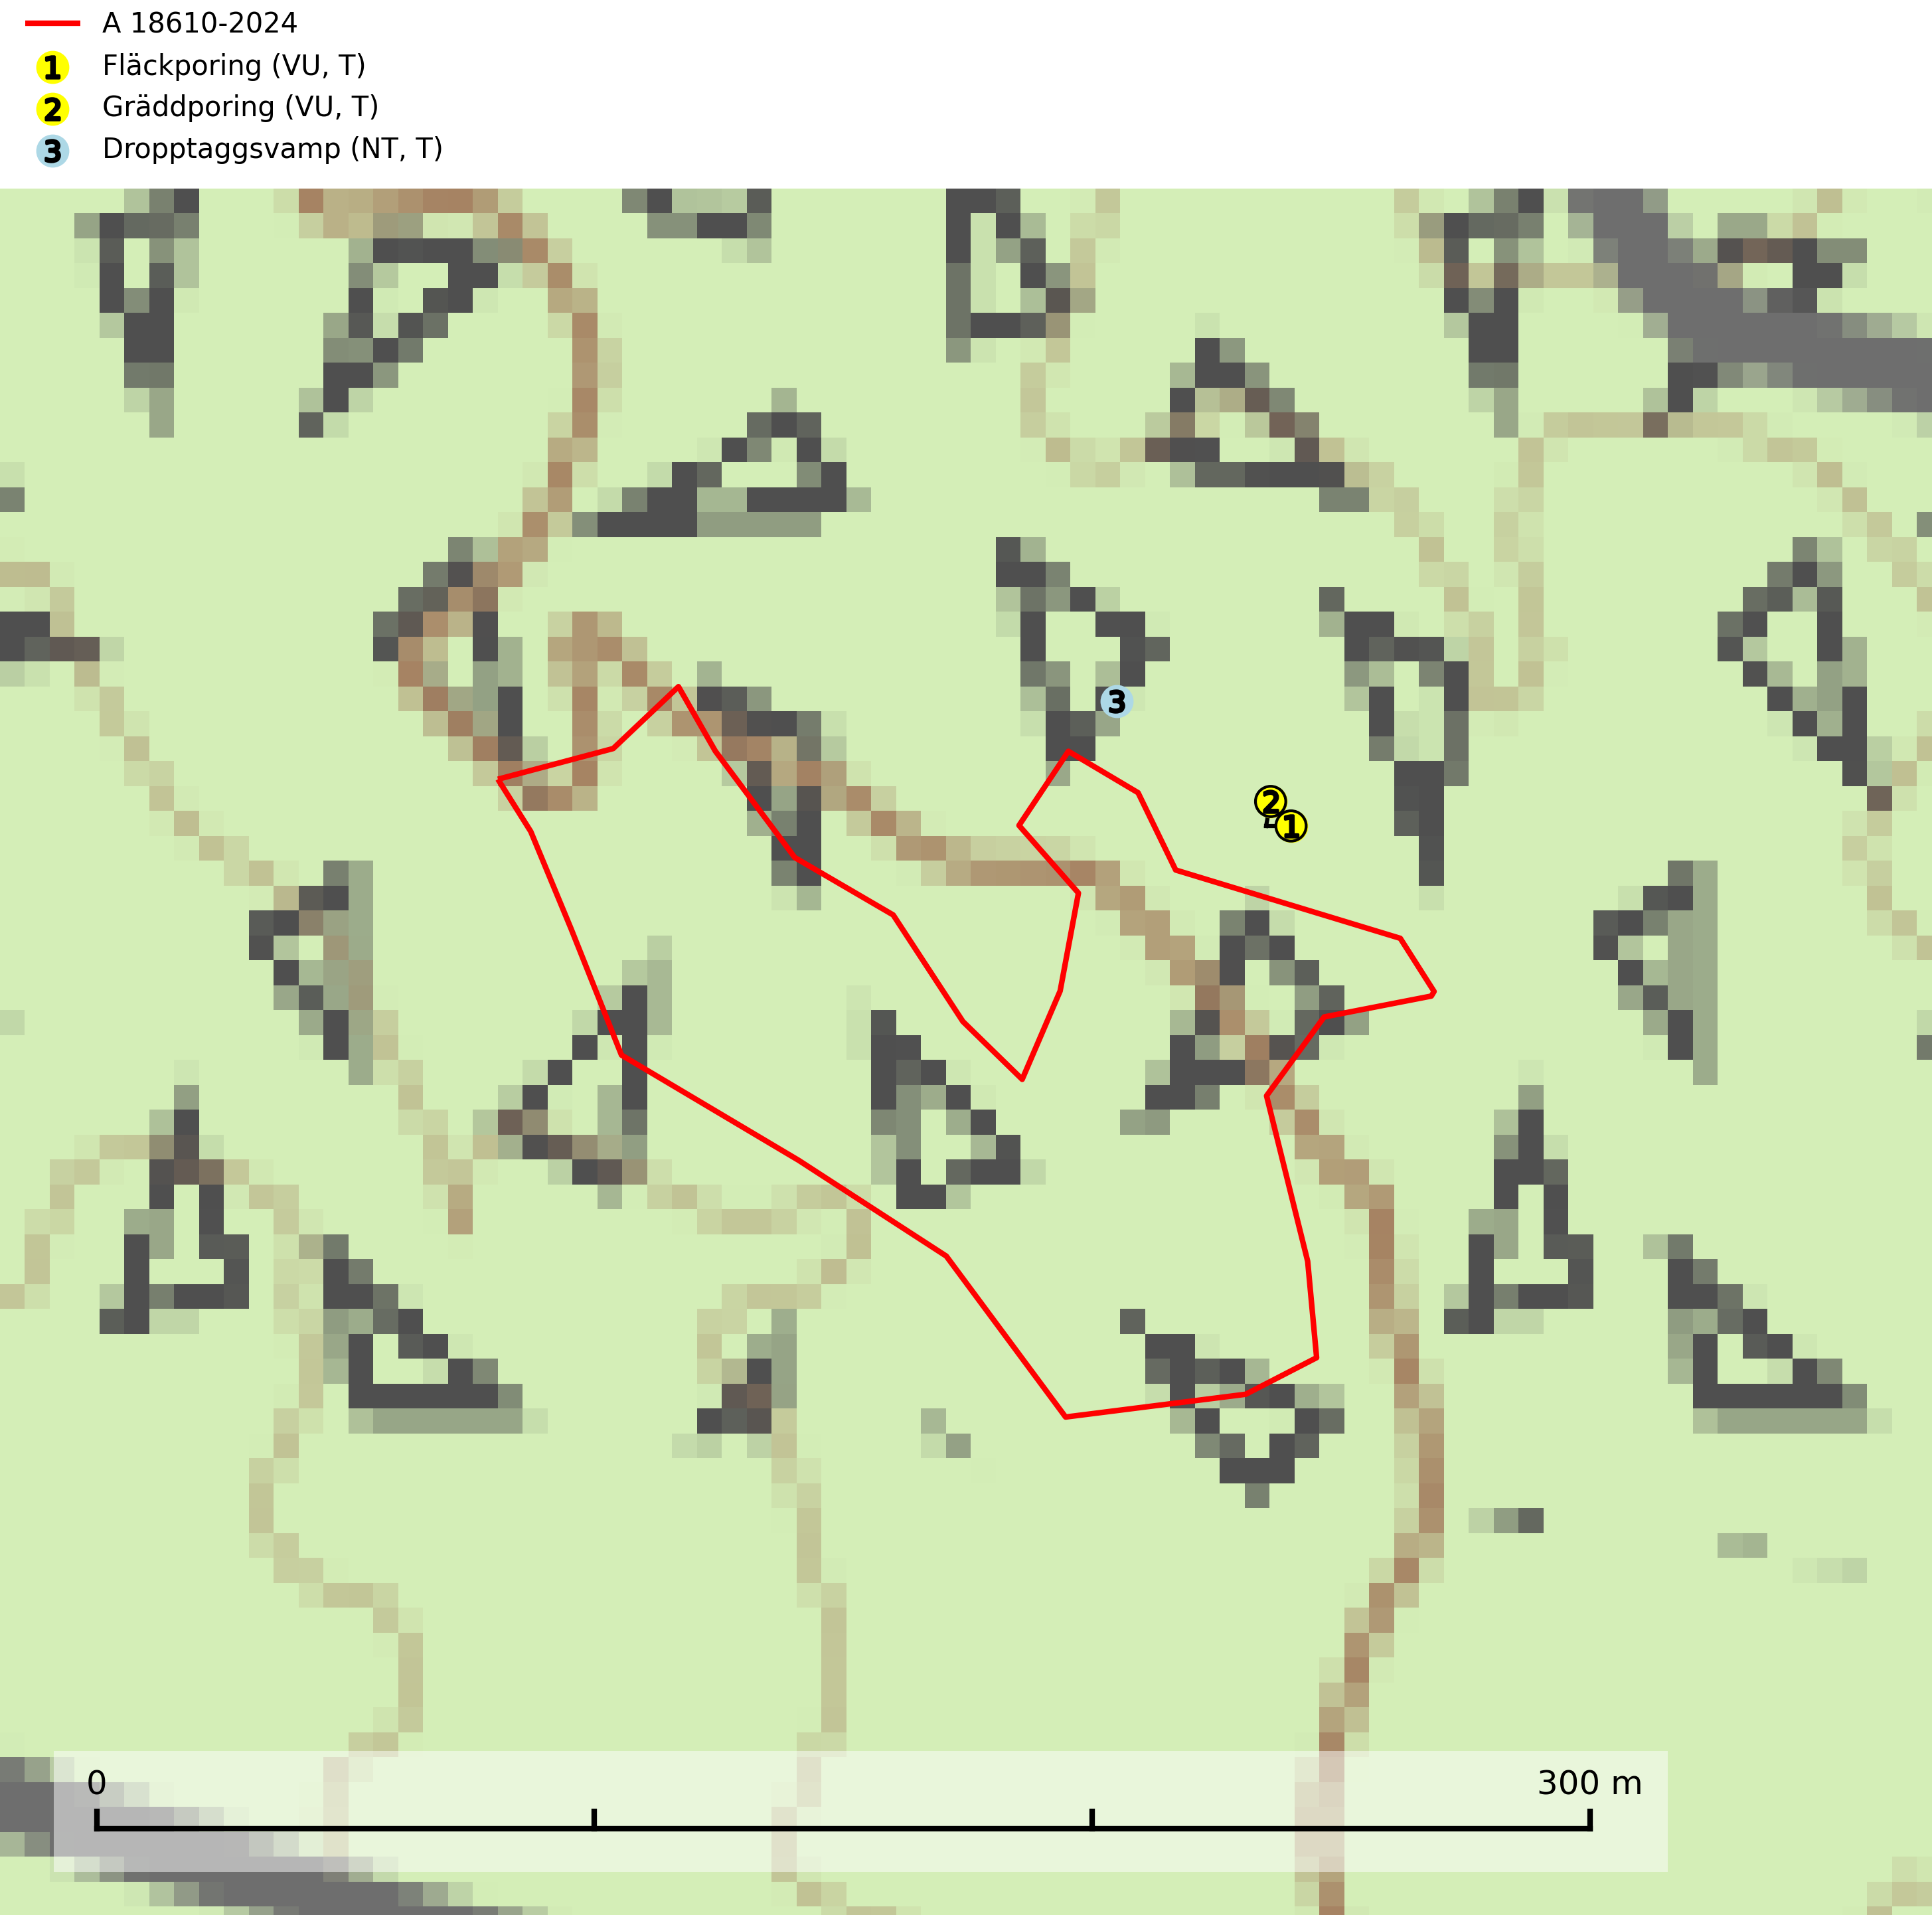 A 18610-2024
1 Fläckporing (VU, T)
2 Gräddporing (VU, T)
3 Dropptaggsvamp (NT, T)
3
2
1
0 300 m